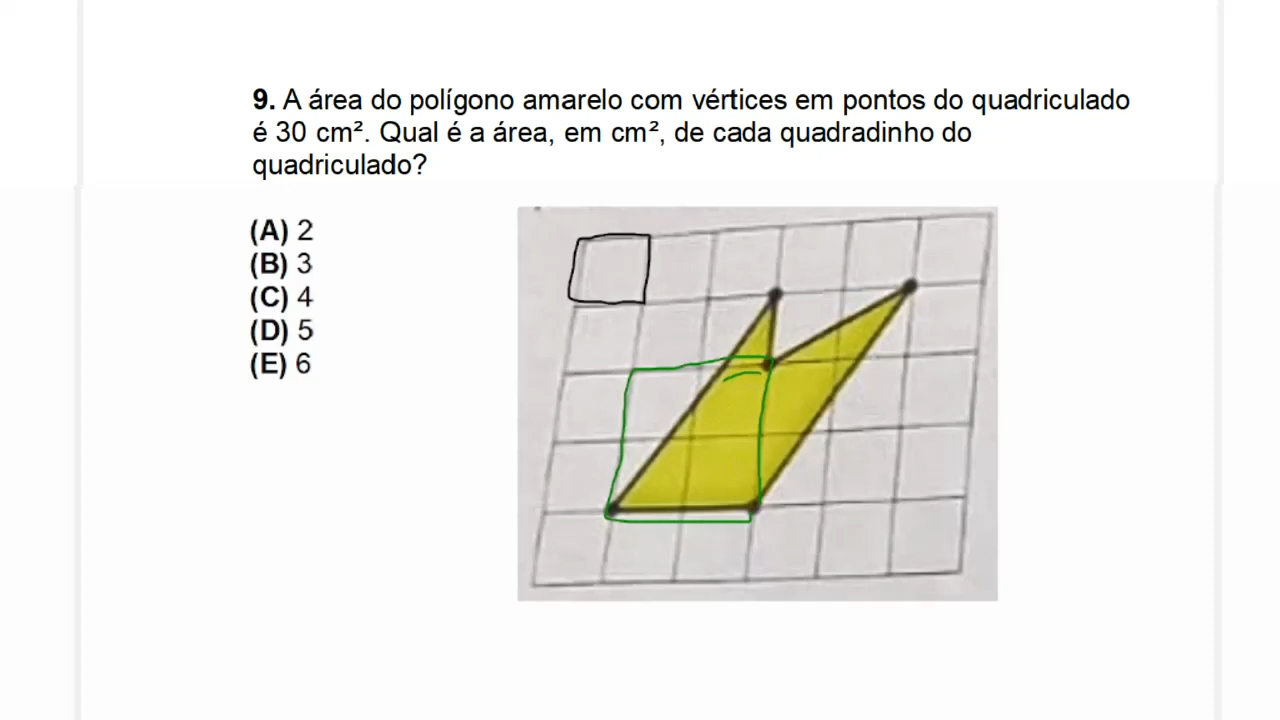 9. A área do polígono amarelo com vértices em pontos do quadriculado
é 30 cm². Qual é a área, em cm², de cada quadradinho do
quadriculado?
(A) 2
(B) 3
(C) 4
(D) 5
(E) 6